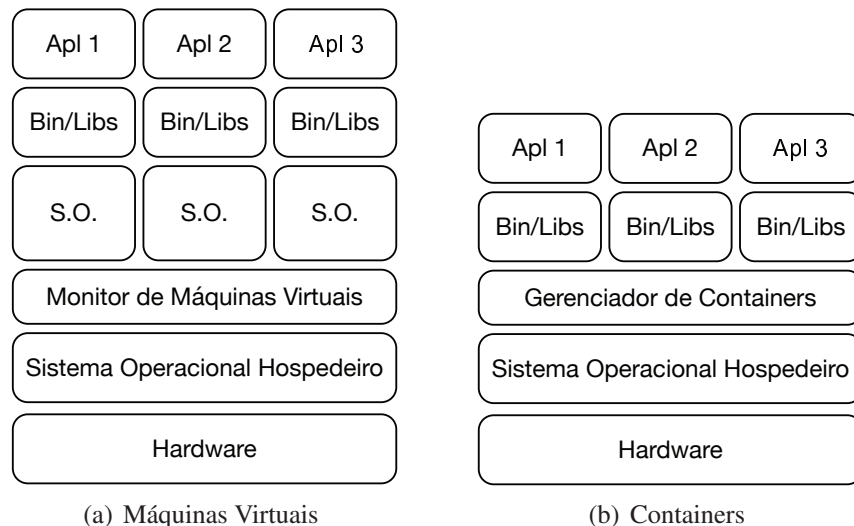 Apl 1 Apl 2 Apl 3
Bin/Libs Bin/Libs Bin/Libs
S.O. S.O. S.O.
Monitor de Máquinas Virtuais
Sistema Operacional Hospedeiro
Hardware
(a) Máquinas Virtuais
Apl 1 Apl 2 Apl 3
Bin/Libs Bin/Libs Bin/Libs
Gerenciador de Containers
Sistema Operacional Hospedeiro
Hardware
(b) Containers